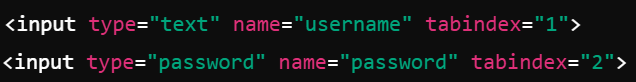 <input type="text" name="username" tabindex="1">
<input type="password" name="password" tabindex="2">